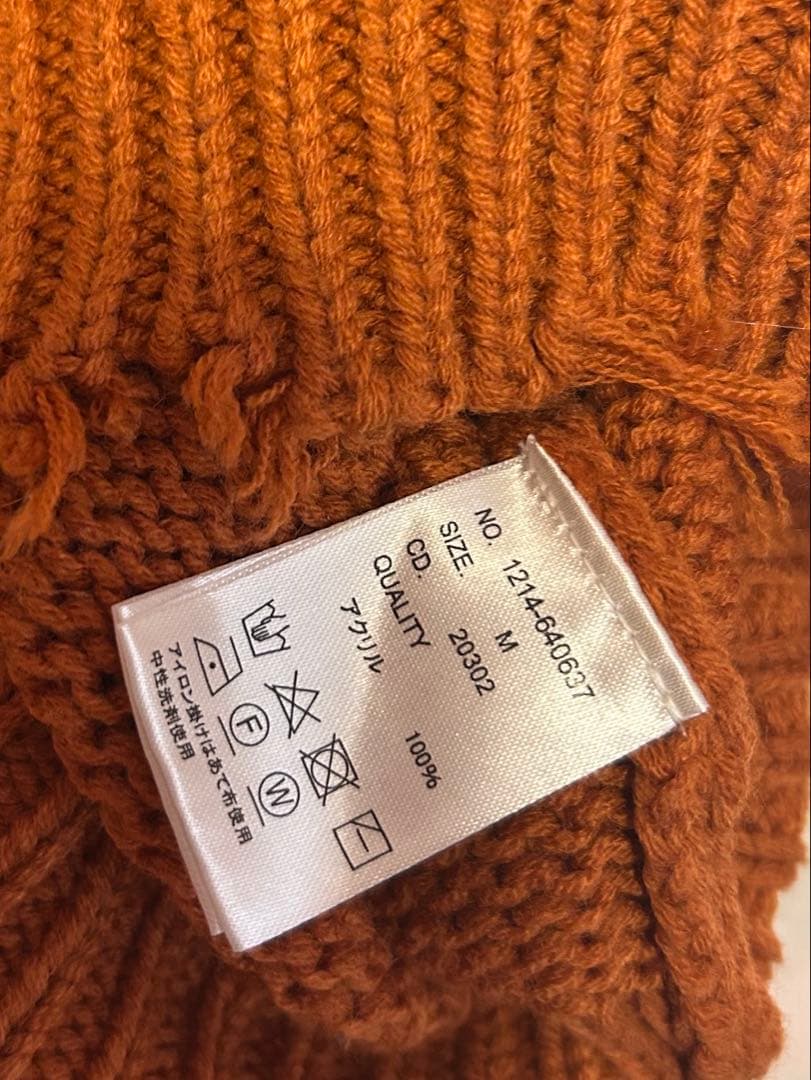 NO. 1214-640637
SIZE. M
CD. 20302
QUALITY
アクリル 100%
F W
アイロン掛けはあて布使用
中性洗剤使用